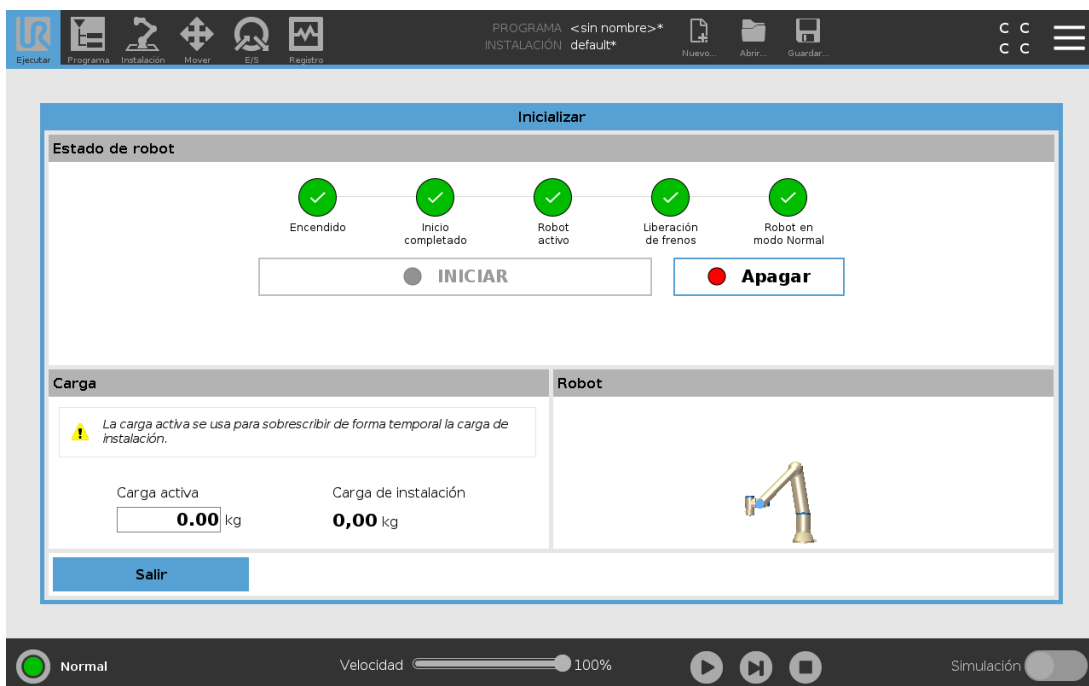 PROGRAMA <sin nombre>*
INSTALACIÓN default*
UR
Ejecutar
Programa
Instalación
Mover
E/S
Registro
Nuevo...
Abrir...
Guardar...
C C
C C
Inicializar
Estado de robot
Encendido
Inicio
completado
Robot
activo
Liberación
de frenos
Robot en
modo Normal
INICIAR
Apagar
Carga
Robot
La carga activa se usa para sobrescribir de forma temporal la carga de
instalación.
Carga activa
Carga de instalación
0.00 kg
0,00 kg
Salir
Normal
Velocidad
100%
Simulación